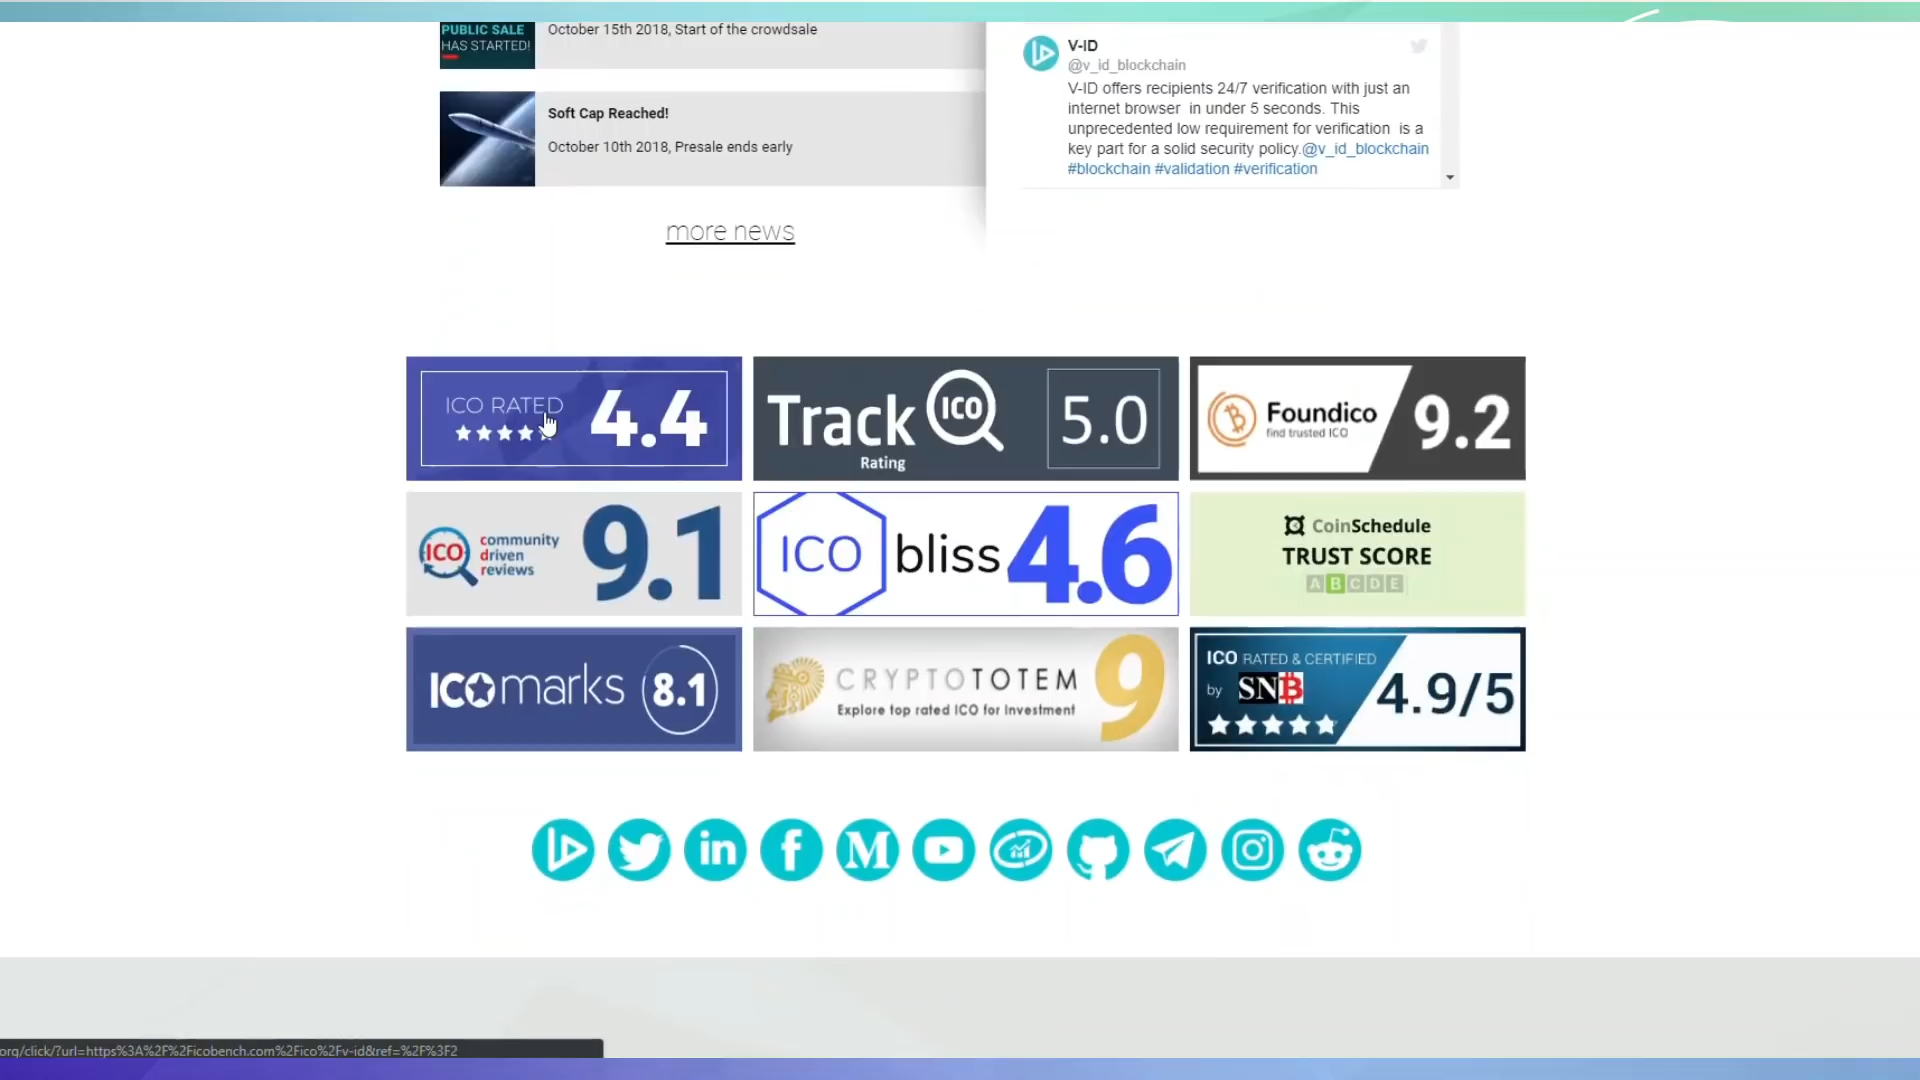 PUBLIC SALE
HAS STARTED!
October 15th 2018, Start of the crowdsale
Soft Cap Reached!
October 10th 2018, Presale ends early
more news
V-ID
@v_id_blockchain
V-ID offers recipients 24/7 verification with just an
internet browser in under 5 seconds. This
unprecedented low requirement for verification is a
key part for a solid security policy.@v_id_blockchain
#blockchain #validation #verification
ICO RATED
4.4
Track ICO
Rating
5.0
Foundico
find trusted ICO
9.2
ICO
community
driven
reviews
9.1
ICO bliss 4.6
CoinSchedule
TRUST SCORE
A B C D E
ICOmarks 8.1
CRYPTOTOTEM
Explore top rated ICO for Investment
9
ICO RATED & CERTIFIED
by SNB
4.9/5
in
f
M
org/click/?url=https%3A%2F%2Ficobench.com%2Fico%2Fv-id&ref=%2F%3F2